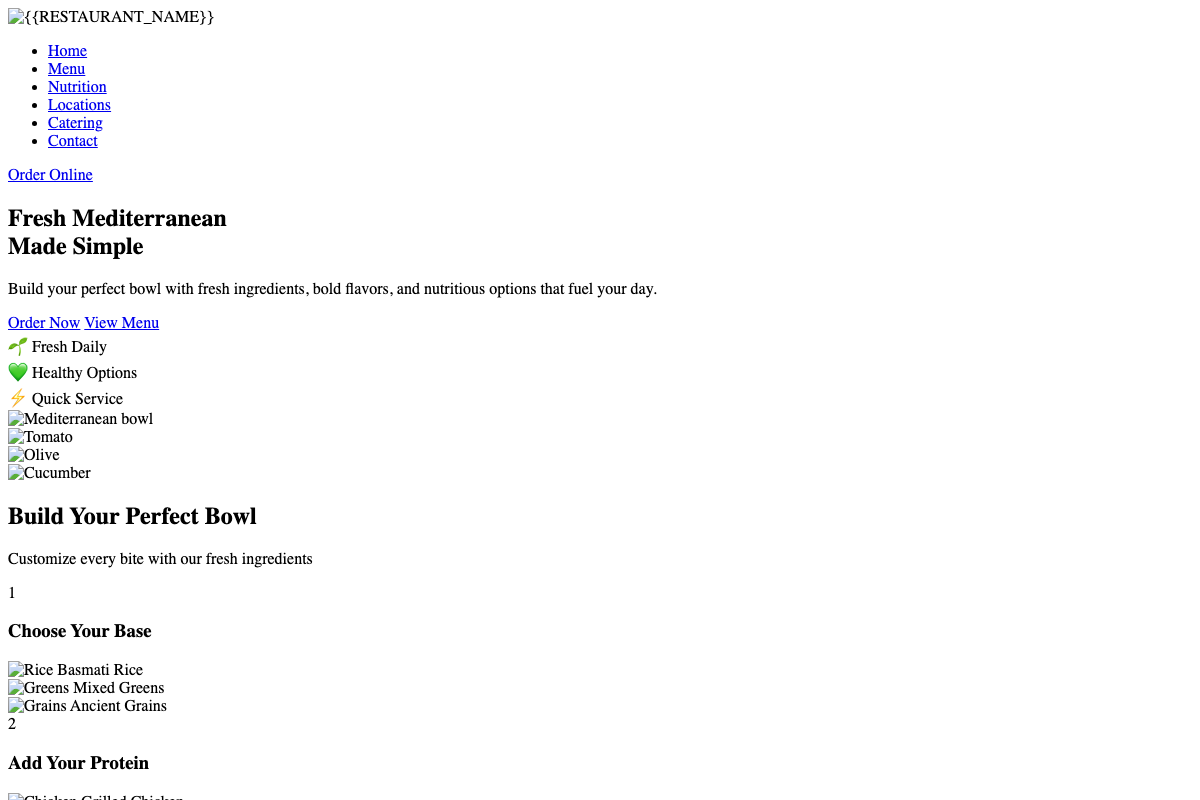 {{RESTAURANT_NAME}}
Home
Menu
Nutrition
Locations
Catering
Contact
Order Online
Fresh Mediterranean
Made Simple
Build your perfect bowl with fresh ingredients, bold flavors, and nutritious options that fuel your day.
Order Now View Menu
🌱 Fresh Daily
💚 Healthy Options
⚡ Quick Service
Mediterranean bowl
Tomato
Olive
Cucumber
Build Your Perfect Bowl
Customize every bite with our fresh ingredients
1
Choose Your Base
Rice Basmati Rice
Greens Mixed Greens
Grains Ancient Grains
2
Add Your Protein
Chicken Grilled Chicken